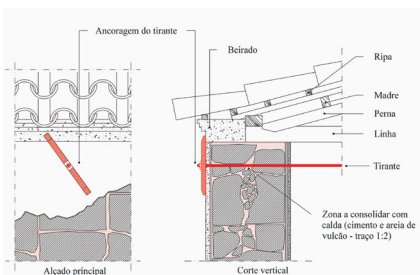 Ancoragem do tirante
Beirado
Ripa
Madre
Perna
Linha
Tirante
Zona a consolidar com
calda (cimento e areia de
vulcão - traço 1:2)
Alçado principal
Corte vertical